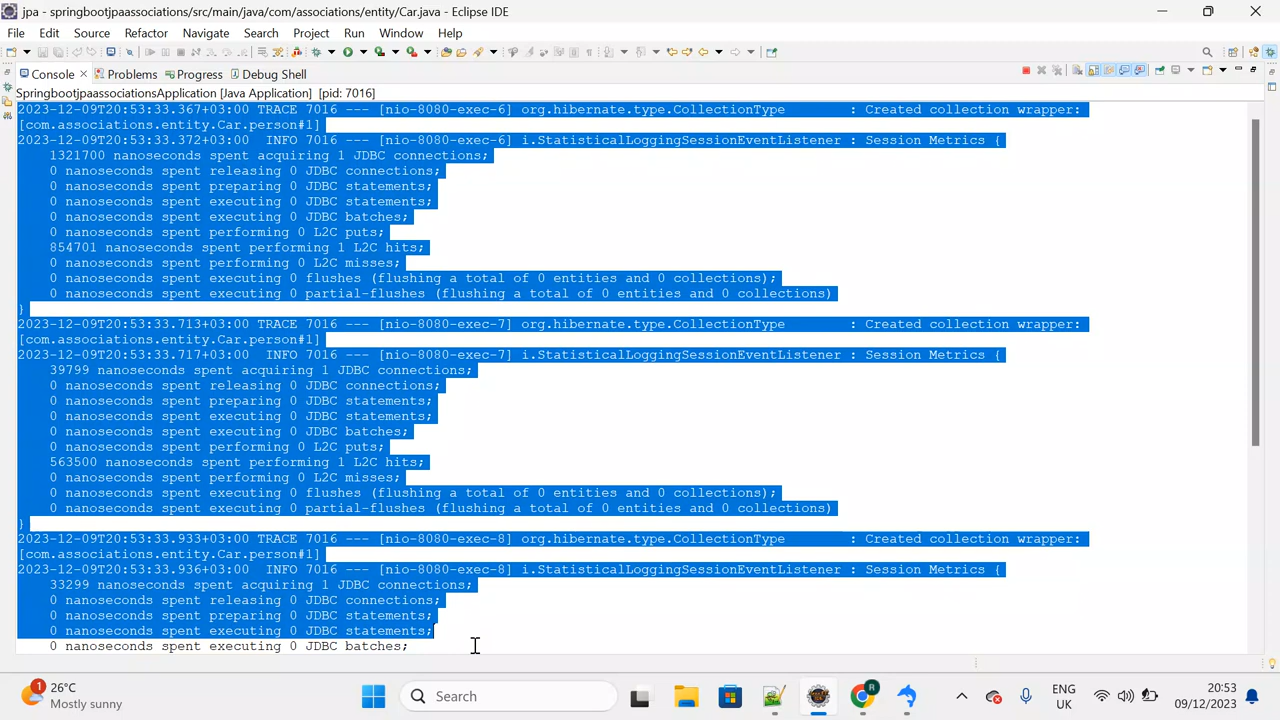 jpa - springbootjpaassociations/src/main/java/com/associations/entity/Car.java - Eclipse IDE
File Edit Source Refactor Navigate Search Project Run Window Help
Console Problems Progress Debug Shell
SpringbootjpaassociationsApplication [Java Application] [pid: 7016]
2023-12-09T20:53:33.367+03:00 TRACE 7016 --- [nio-8080-exec-6] org.hibernate.type.CollectionType : Created collection wrapper:
[com.associations.entity.Car.person#1]
2023-12-09T20:53:33.372+03:00 INFO 7016 --- [nio-8080-exec-6] i.StatisticalLoggingSessionEventListener : Session Metrics {
1321700 nanoseconds spent acquiring 1 JDBC connections;
0 nanoseconds spent releasing 0 JDBC connections;
0 nanoseconds spent preparing 0 JDBC statements;
0 nanoseconds spent executing 0 JDBC statements;
0 nanoseconds spent executing 0 JDBC batches;
0 nanoseconds spent performing 0 L2C puts;
854701 nanoseconds spent performing 1 L2C hits;
0 nanoseconds spent performing 0 L2C misses;
0 nanoseconds spent executing 0 flushes (flushing a total of 0 entities and 0 collections);
0 nanoseconds spent executing 0 partial-flushes (flushing a total of 0 entities and 0 collections)
}
2023-12-09T20:53:33.713+03:00 TRACE 7016 --- [nio-8080-exec-7] org.hibernate.type.CollectionType : Created collection wrapper:
[com.associations.entity.Car.person#1]
2023-12-09T20:53:33.717+03:00 INFO 7016 --- [nio-8080-exec-7] i.StatisticalLoggingSessionEventListener : Session Metrics {
39799 nanoseconds spent acquiring 1 JDBC connections;
0 nanoseconds spent releasing 0 JDBC connections;
0 nanoseconds spent preparing 0 JDBC statements;
0 nanoseconds spent executing 0 JDBC statements;
0 nanoseconds spent executing 0 JDBC batches;
0 nanoseconds spent performing 0 L2C puts;
563500 nanoseconds spent performing 1 L2C hits;
0 nanoseconds spent performing 0 L2C misses;
0 nanoseconds spent executing 0 flushes (flushing a total of 0 entities and 0 collections);
0 nanoseconds spent executing 0 partial-flushes (flushing a total of 0 entities and 0 collections)
}
2023-12-09T20:53:33.933+03:00 TRACE 7016 --- [nio-8080-exec-8] org.hibernate.type.CollectionType : Created collection wrapper:
[com.associations.entity.Car.person#1]
2023-12-09T20:53:33.936+03:00 INFO 7016 --- [nio-8080-exec-8] i.StatisticalLoggingSessionEventListener : Session Metrics {
33299 nanoseconds spent acquiring 1 JDBC connections;
0 nanoseconds spent releasing 0 JDBC connections;
0 nanoseconds spent preparing 0 JDBC statements;
0 nanoseconds spent executing 0 JDBC statements;
0 nanoseconds spent executing 0 JDBC batches;
1
26°C
Mostly sunny
Search
R
ENG
UK
20:53
09/12/2023